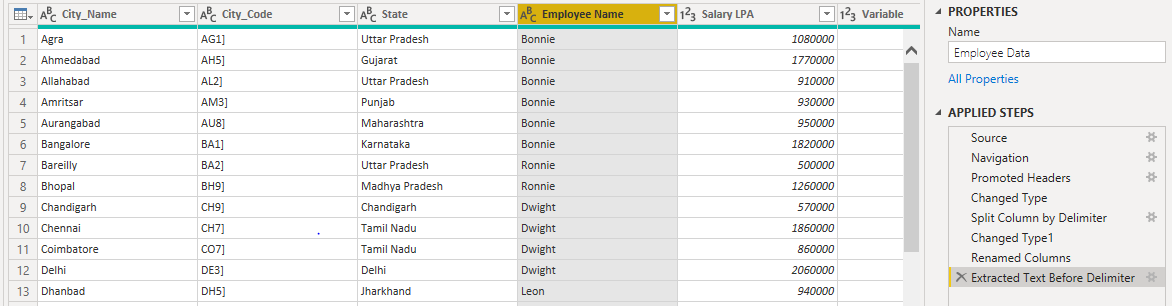 City_Name City_Code State Employee Name Salary LPA Variable
1 Agra AG1] Uttar Pradesh Bonnie 1080000
2 Ahmedabad AH5] Gujarat Bonnie 1770000
3 Allahabad AL2] Uttar Pradesh Bonnie 910000
4 Amritsar AM3] Punjab Bonnie 930000
5 Aurangabad AU8] Maharashtra Bonnie 950000
6 Bangalore BA1] Karnataka Bonnie 1820000
7 Bareilly BA2] Uttar Pradesh Ronnie 500000
8 Bhopal BH9] Madhya Pradesh Ronnie 1260000
9 Chandigarh CH9] Chandigarh Dwight 570000
10 Chennai CH7] Tamil Nadu Dwight 1860000
11 Coimbatore CO7] Tamil Nadu Dwight 860000
12 Delhi DE3] Delhi Dwight 2060000
13 Dhanbad DH5] Jharkhand Leon 940000
PROPERTIES
Name
Employee Data
All Properties
APPLIED STEPS
Source
Navigation
Promoted Headers
Changed Type
Split Column by Delimiter
Changed Type1
Renamed Columns
Extracted Text Before Delimiter